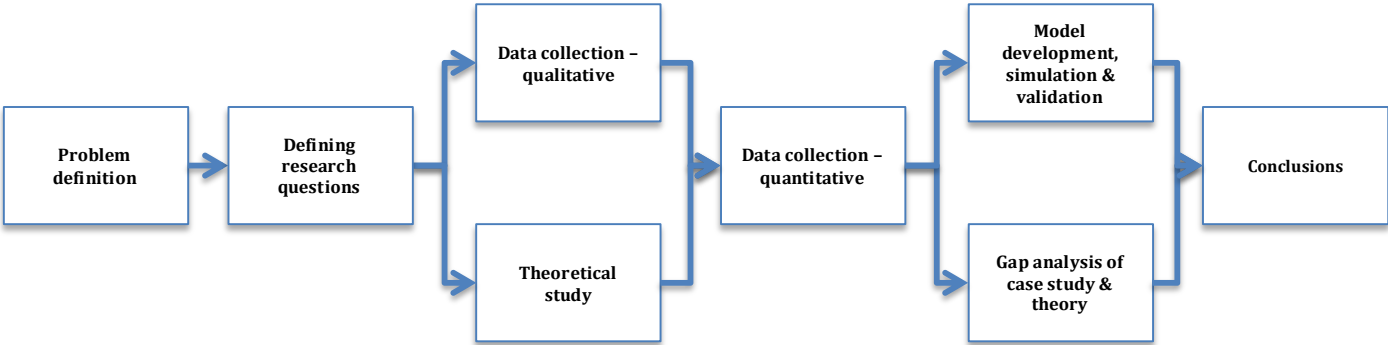 Problem
definition
Defining
research
questions
Data collection –
qualitative
Theoretical
study
Data collection –
quantitative
Model
development,
simulation &
validation
Gap analysis of
case study &
theory
Conclusions